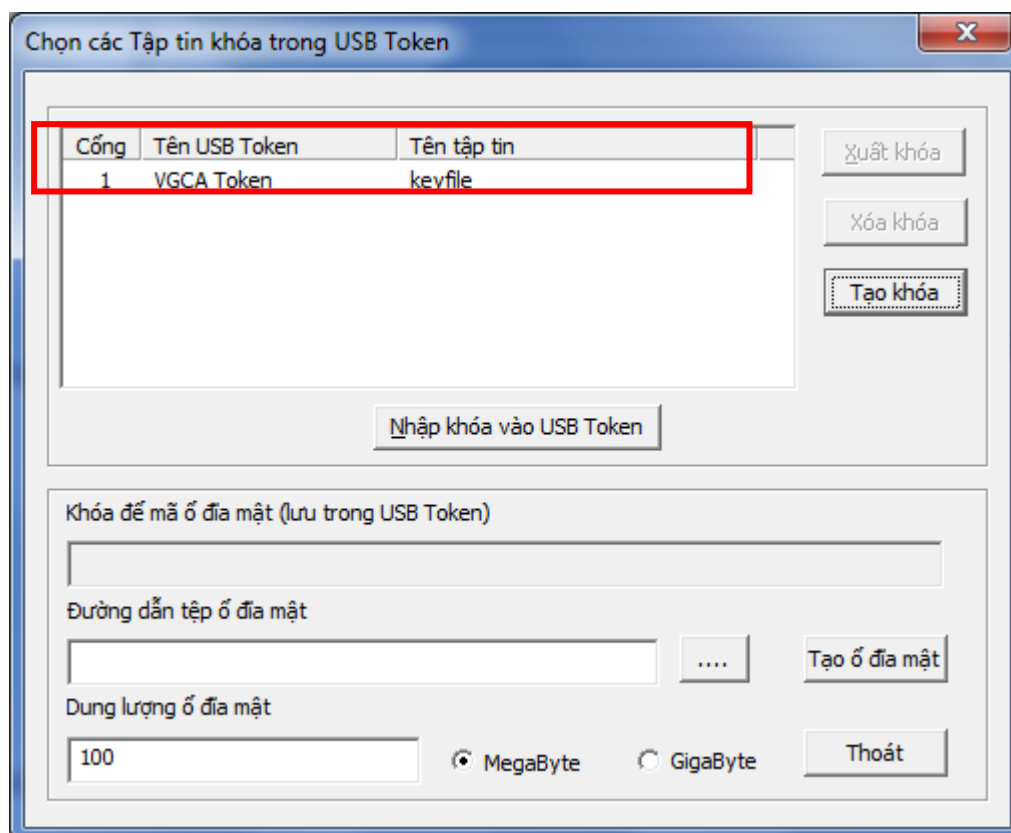 Chọn các Tập tin khóa trong USB Token
Cổng Tên USB Token Tên tập tin
1 VGCA Token keyfile
Xuất khóa
Xóa khóa
Tạo khóa
Nhập khóa vào USB Token
Khóa để mã ổ đĩa mật (lưu trong USB Token)
Đường dẫn tệp ổ đĩa mật
.... Tạo ổ đĩa mật
Dung lượng ổ đĩa mật
100 MegaByte GigaByte Thoát